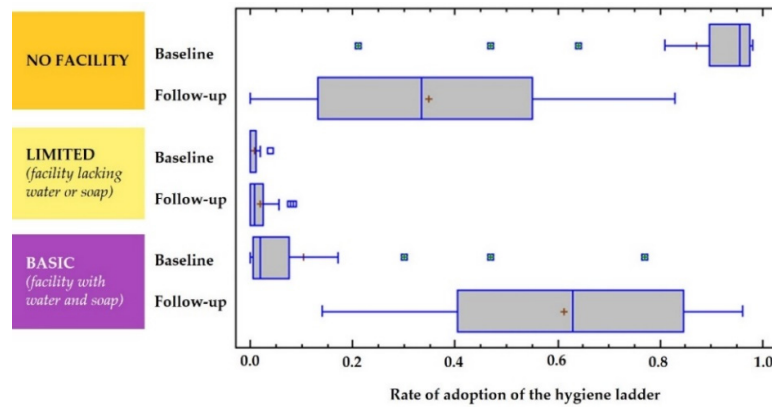 NO FACILITY
Baseline
Follow-up
LIMITED
(facility lacking
water or soap)
Baseline
Follow-up
BASIC
(facility with
water and soap)
Baseline
Follow-up
0.0 0.2 0.4 0.6 0.8 1.0
Rate of adoption of the hygiene ladder